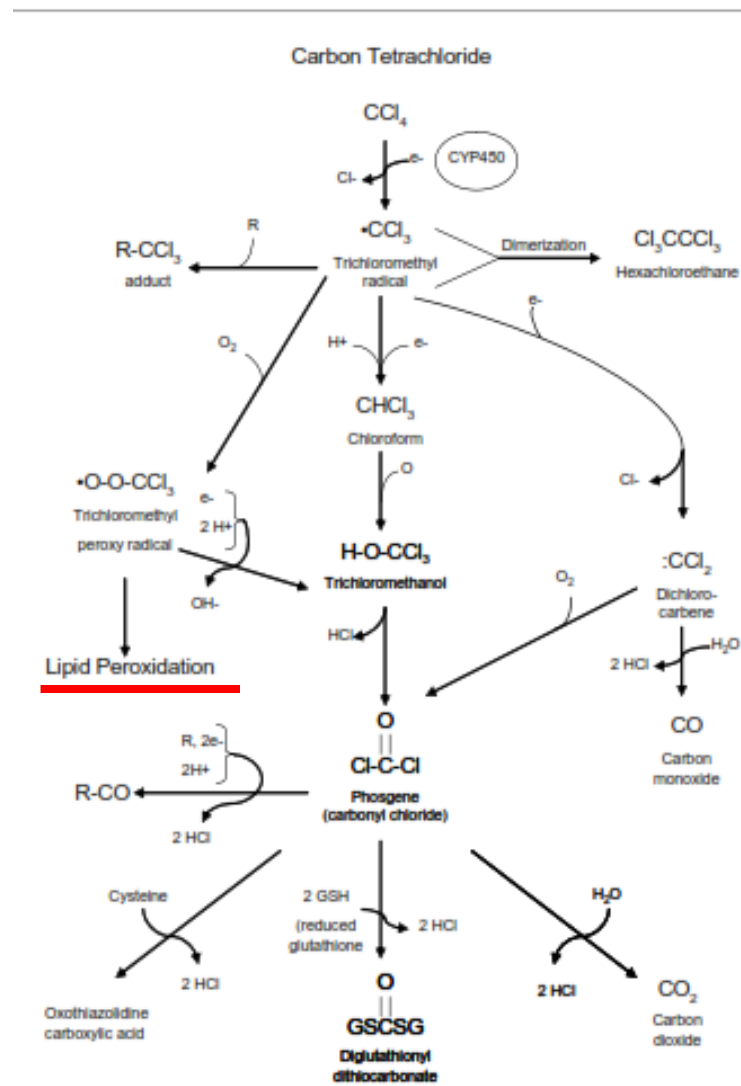 Carbon Tetrachloride
CCl₄
e-
CYP450
Cl-
•CCl₃
Trichloromethyl
radical
R
R-CCl₃
adduct
Dimerization
Cl₃CCCl₃
Hexachloroethane
O₂
H+
e-
e-
CHCl₃
Chloroform
O
Cl-
•O-O-CCl₃
Trichloromethyl
peroxy radical
e-
2 H+
OH-
H-O-CCl₃
Trichloromethanol
O₂
:CCl₂
Dichloro-
carbene
HCl
H₂O
2 HCl
Lipid Peroxidation
CO
Carbon
monoxide
O
Cl-C-Cl
Phosgene
(carbonyl chloride)
R, 2e-
2H+
R-CO
2 HCl
Cysteine
2 HCl
Oxothiazolidine
carboxylic acid
2 GSH
(reduced
glutathione
2 HCl
O
GSCSG
Diglutathionyl
dithiocarbonate
H₂O
2 HCl
CO₂
Carbon
dioxide